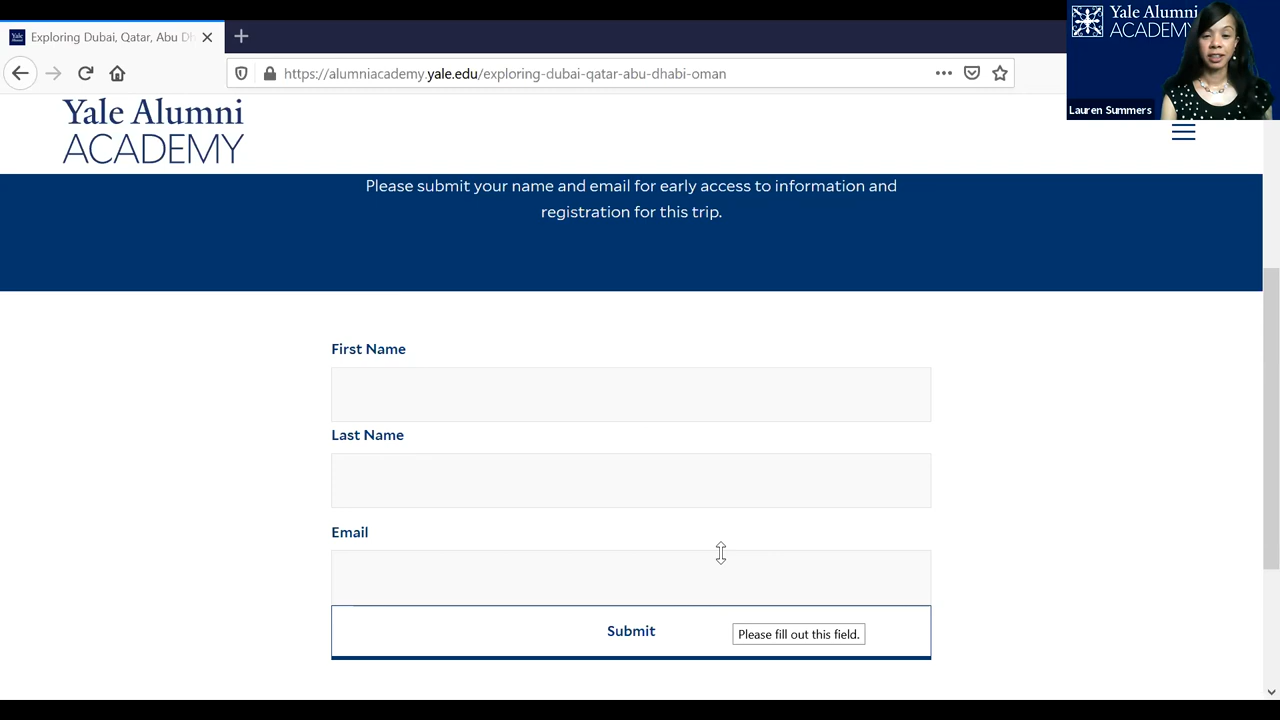 Exploring Dubai, Qatar, Abu Dh
https://alumniacademy.yale.edu/exploring-dubai-qatar-abu-dhabi-oman
Yale Alumni
ACADEMY
Lauren Summers
Yale Alumni
ACADEMY
Please submit your name and email for early access to information and
registration for this trip.
First Name
Last Name
Email
Submit
Please fill out this field.